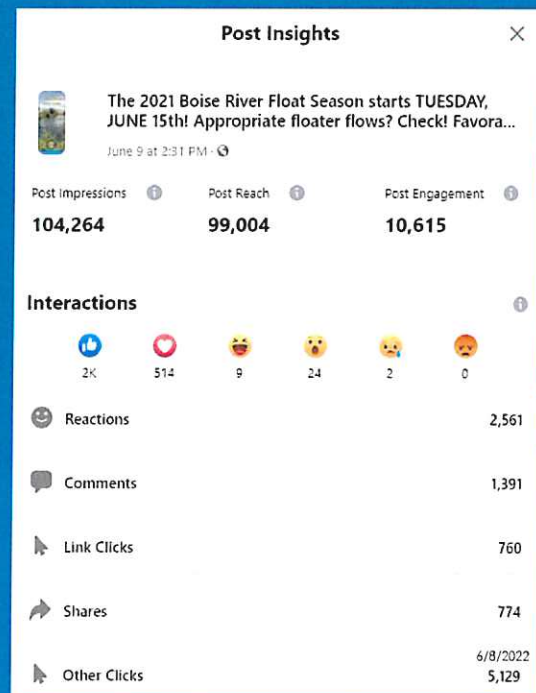 Post Insights
The 2021 Boise River Float Season starts TUESDAY,
JUNE 15th! Appropriate floater flows? Check! Favora...
June 9 at 2:31 PM ·
Post Impressions Post Reach Post Engagement
104,264 99,004 10,615
Interactions
2K 514 9 24 2 0
Reactions 2,561
Comments 1,391
Link Clicks 760
Shares 774
6/8/2022
Other Clicks 5,129